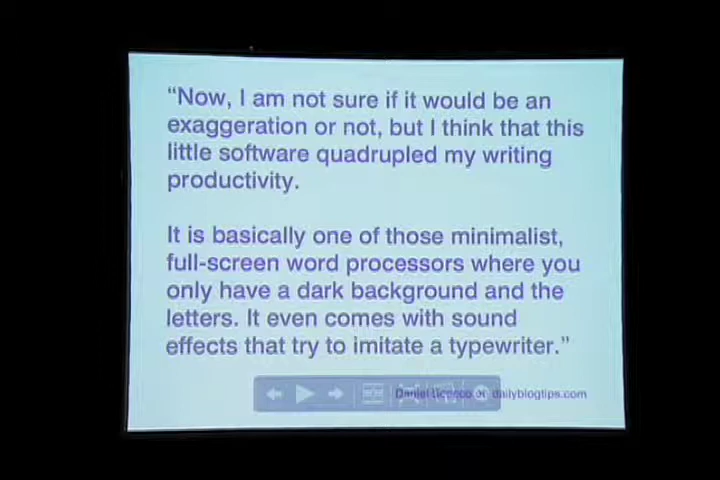 “Now, I am not sure if it would be an
exaggeration or not, but I think that this
little software quadrupled my writing
productivity.
It is basically one of those minimalist,
full-screen word processors where you
only have a dark background and the
letters. It even comes with sound
effects that try to imitate a typewriter.”
Daniel dailyblogtips.com